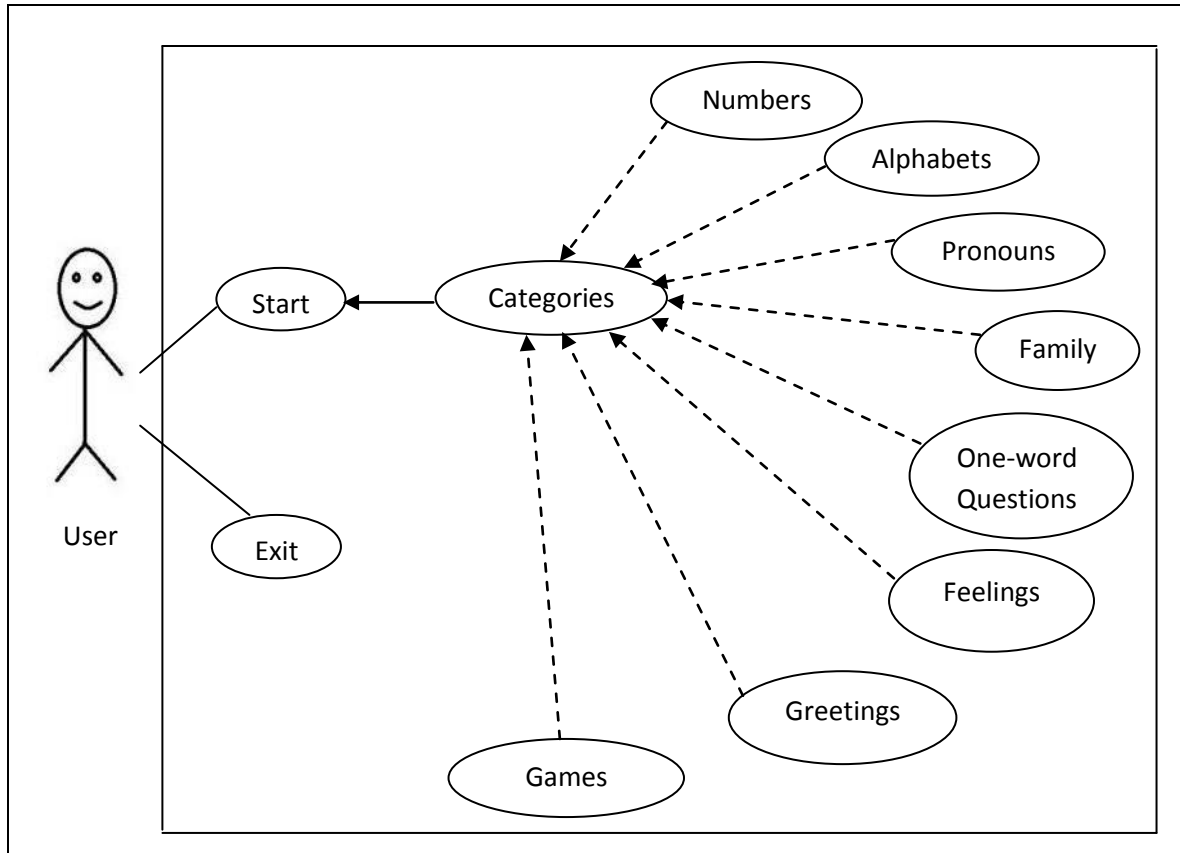 Numbers
Alphabets
Pronouns
Start
Categories
Family
One-word
Questions
User
Exit
Feelings
Greetings
Games